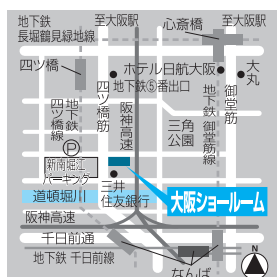 地下鉄
長堀鶴見緑地線
至大阪駅
心斎橋
至大阪駅
四ツ橋
ホテル日航大阪
大丸
地下鉄⑤番出口
四ツ橋線
地下鉄
四ツ橋筋
阪神高速
三角
公園
地下鉄 御堂筋線
御堂筋
P
新南堀江
パーキング
三井
住友銀行
道頓堀川
大阪ショールーム
阪神高速
千日前通
地下鉄 千日前線
なんば
N